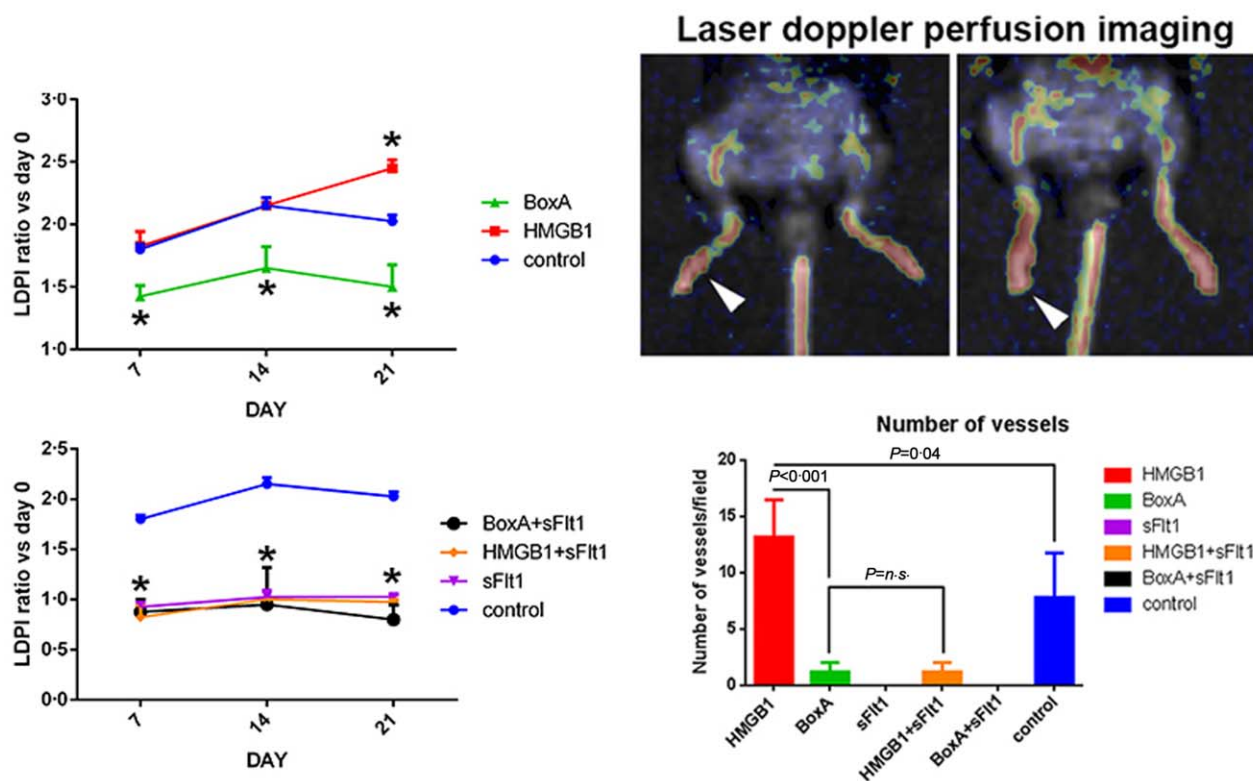 Laser doppler perfusion imaging
3·0
2·5
2·0
1·5
1·0
LDPI ratio vs day 0
*
*
*
*
7
14
21
DAY
BoxA
HMGB1
control
2·5
2·0
1·5
1·0
0·5
0·0
LDPI ratio vs day 0
*
*
*
7
14
21
DAY
BoxA+sFlt1
HMGB1+sFlt1
sFlt1
control
Number of vessels
P=0·04
P<0·001
P=n·s·
20
15
10
5
0
Number of vessels/field
HMGB1
BoxA
sFlt1
HMGB1+sFlt1
BoxA+sFlt1
control
HMGB1
BoxA
sFlt1
HMGB1+sFlt1
BoxA+sFlt1
control